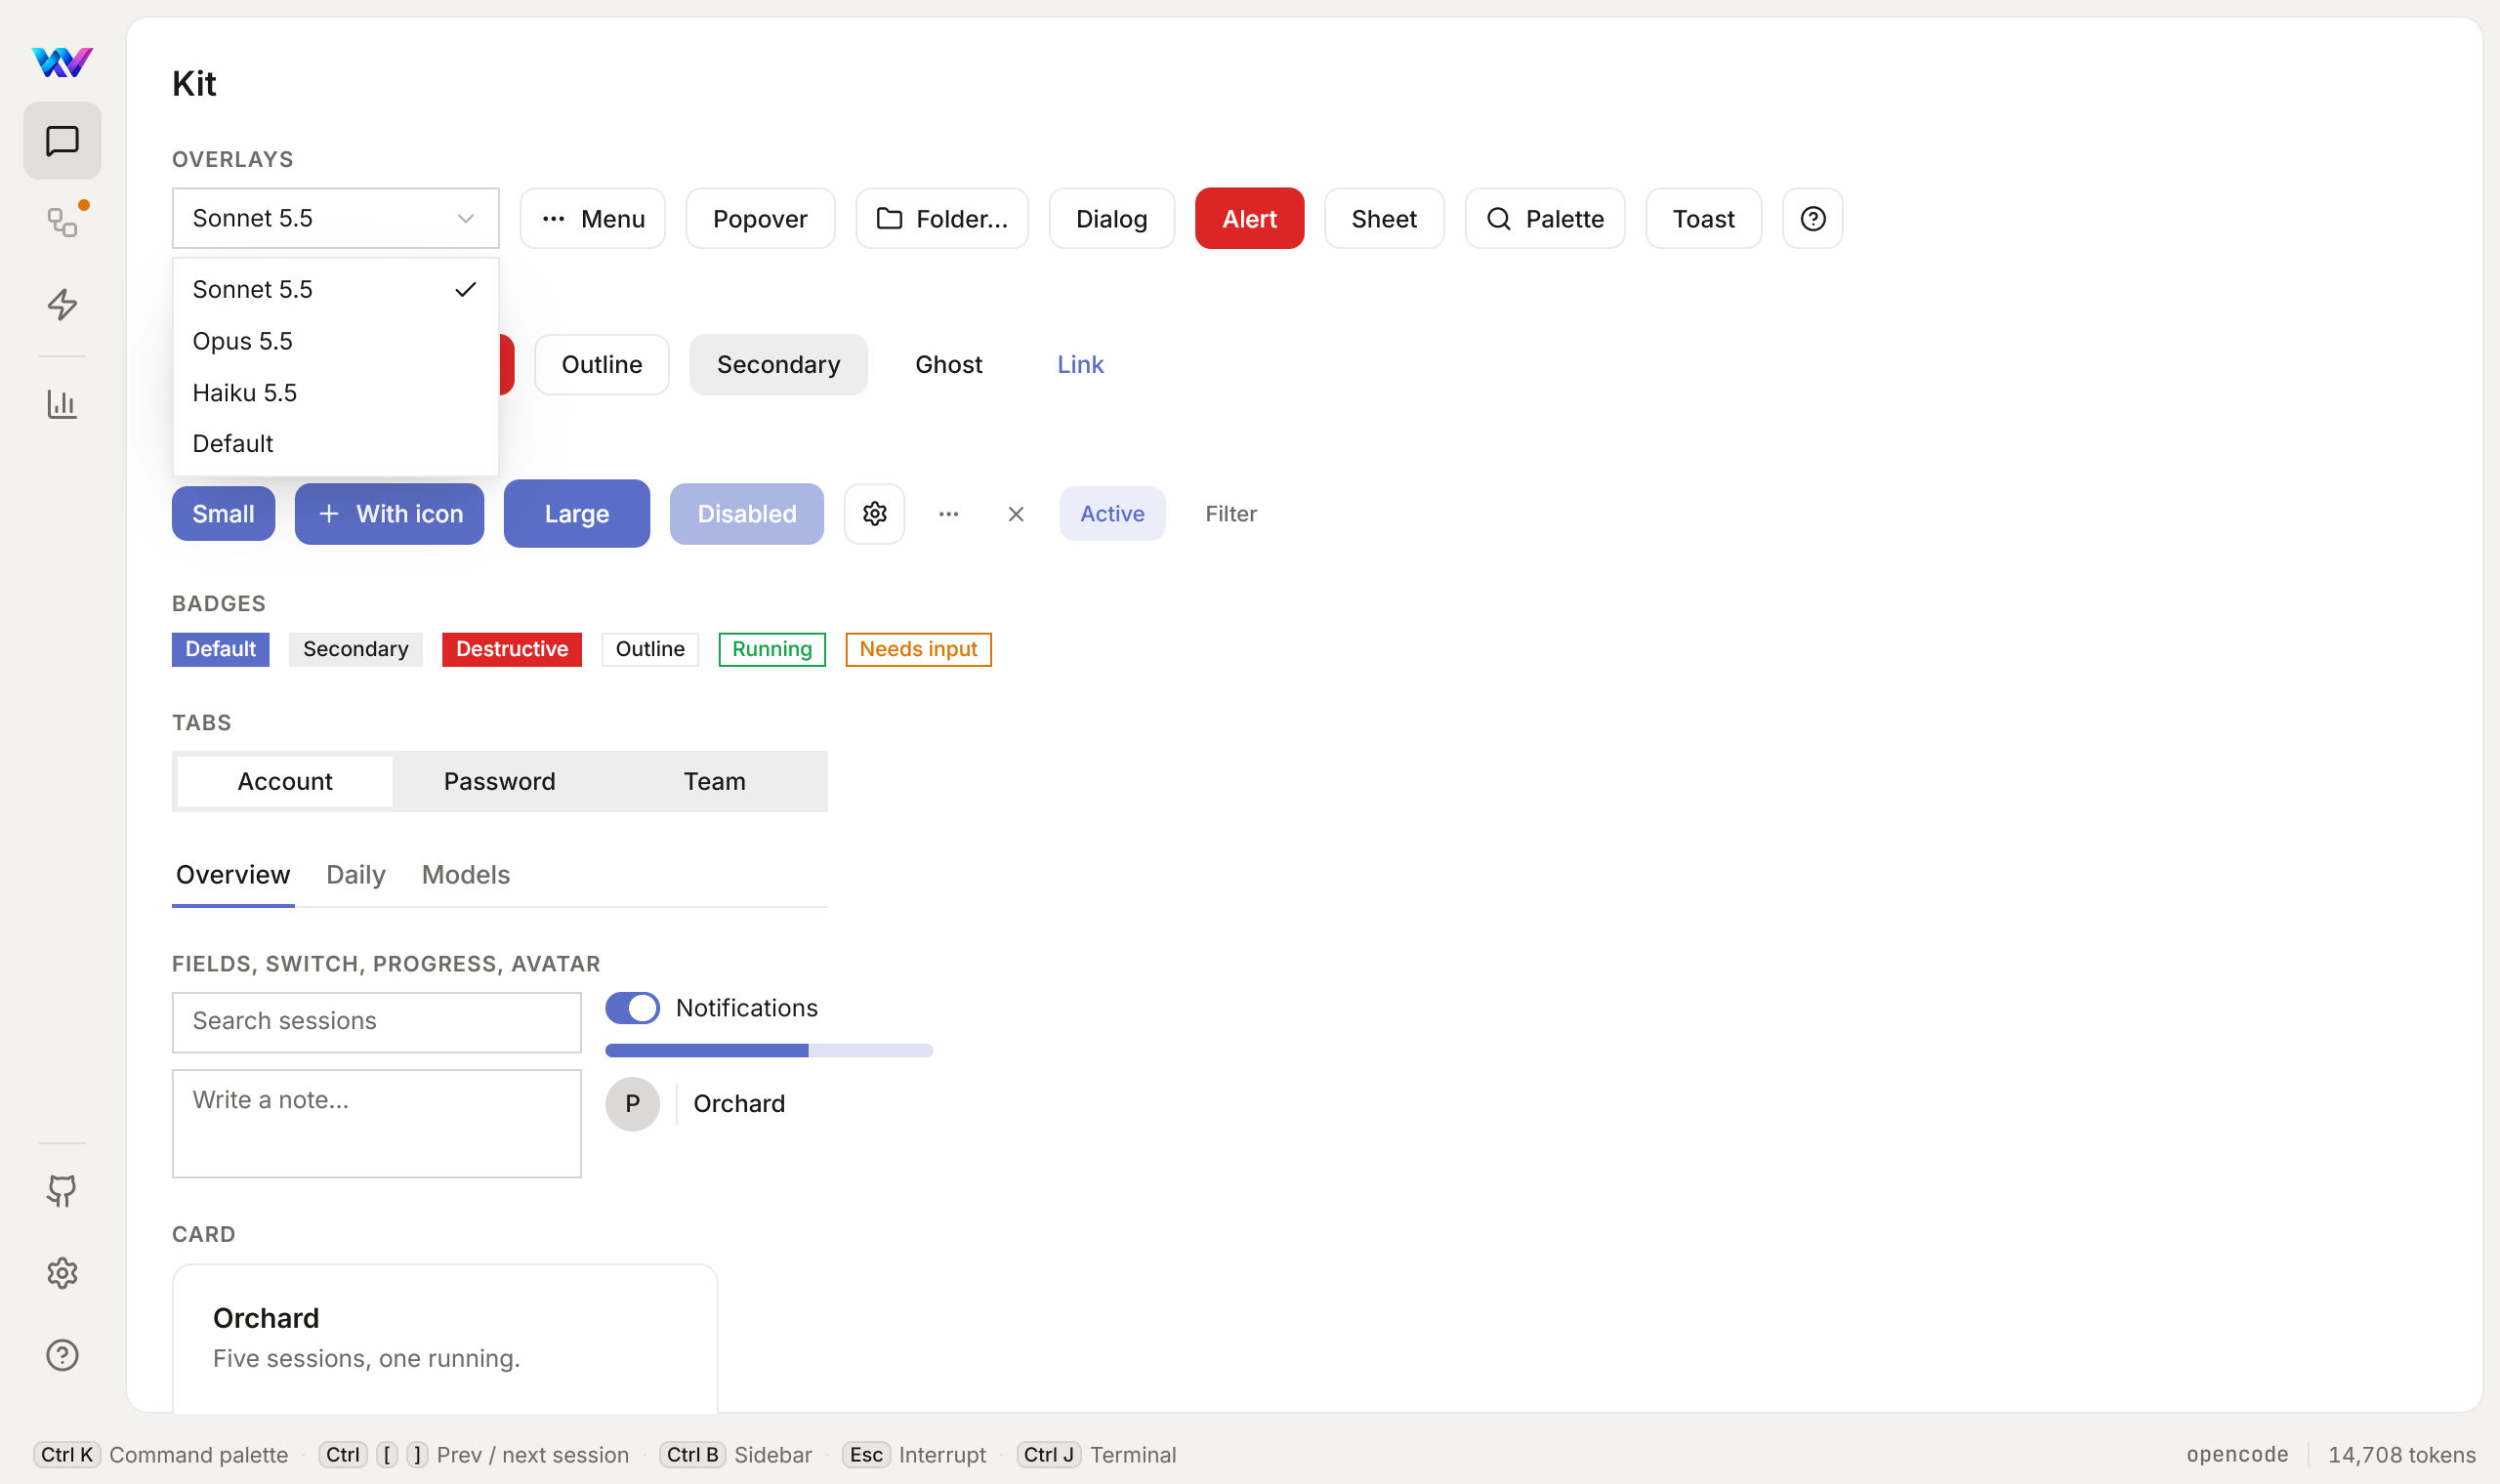 Kit
OVERLAYS
Sonnet 5.5
Menu
Popover
Folder...
Dialog
Alert
Sheet
Palette
Toast
Sonnet 5.5
Opus 5.5
Haiku 5.5
Default
Outline
Secondary
Ghost
Link
Small
With icon
Large
Disabled
Active
Filter
BADGES
Default
Secondary
Destructive
Outline
Running
Needs input
TABS
Account
Password
Team
Overview
Daily
Models
FIELDS, SWITCH, PROGRESS, AVATAR
Search sessions
Notifications
Write a note...
P
Orchard
CARD
Orchard
Five sessions, one running.
Ctrl K Command palette · Ctrl [ ] Prev / next session · Ctrl B Sidebar · Esc Interrupt · Ctrl J Terminal
opencode
14,708 tokens